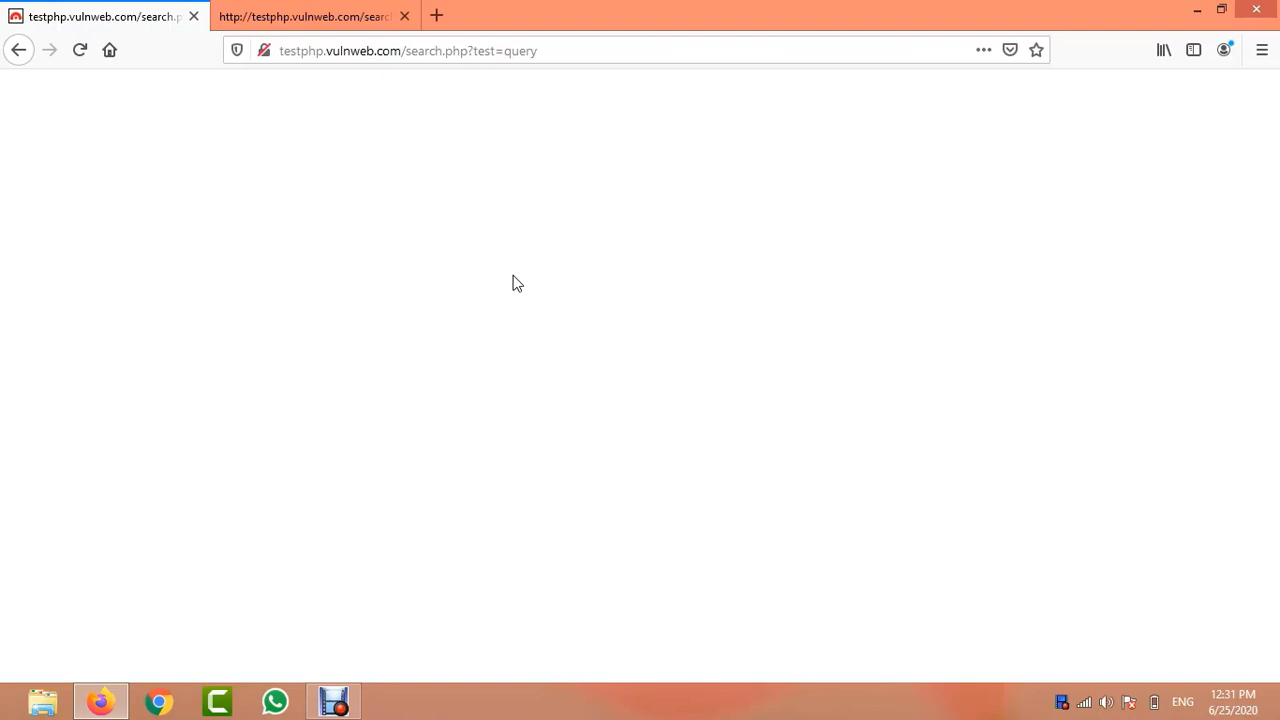 testphp.vulnweb.com/search.p
http://testphp.vulnweb.com/searc
testphp.vulnweb.com/search.php?test=query
ENG
12:31 PM
6/25/2020